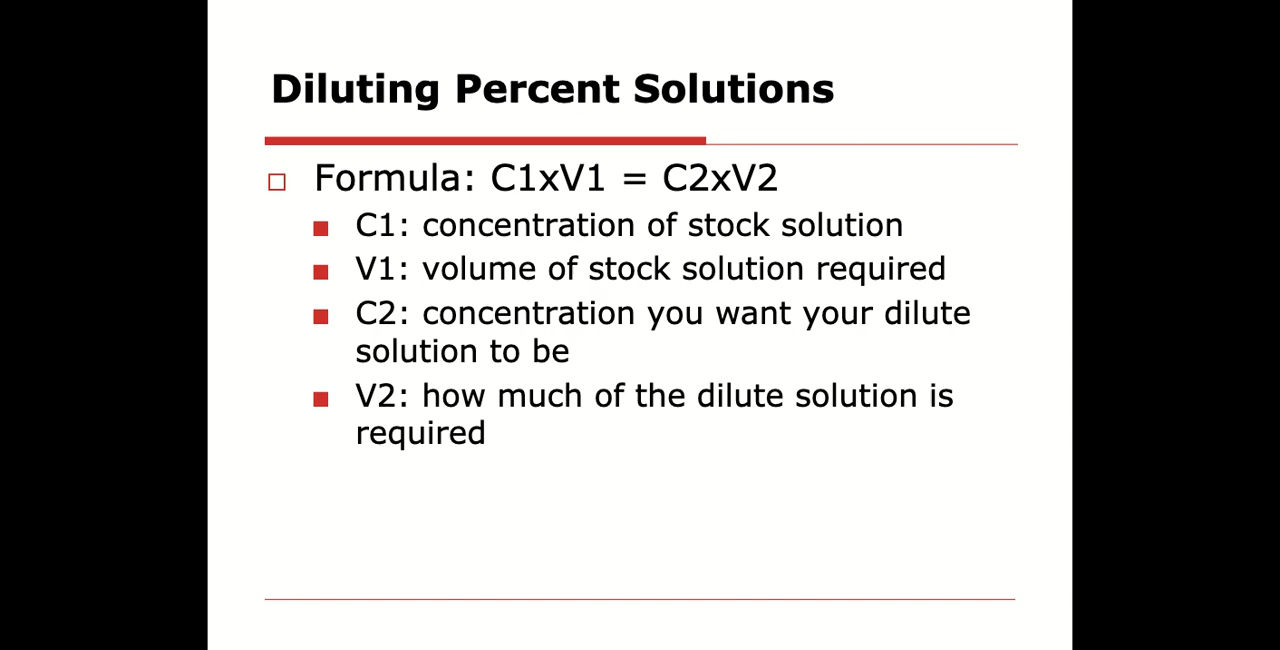 Diluting Percent Solutions
Formula: C1xV1 = C2xV2
C1: concentration of stock solution
V1: volume of stock solution required
C2: concentration you want your dilute
solution to be
V2: how much of the dilute solution is
required